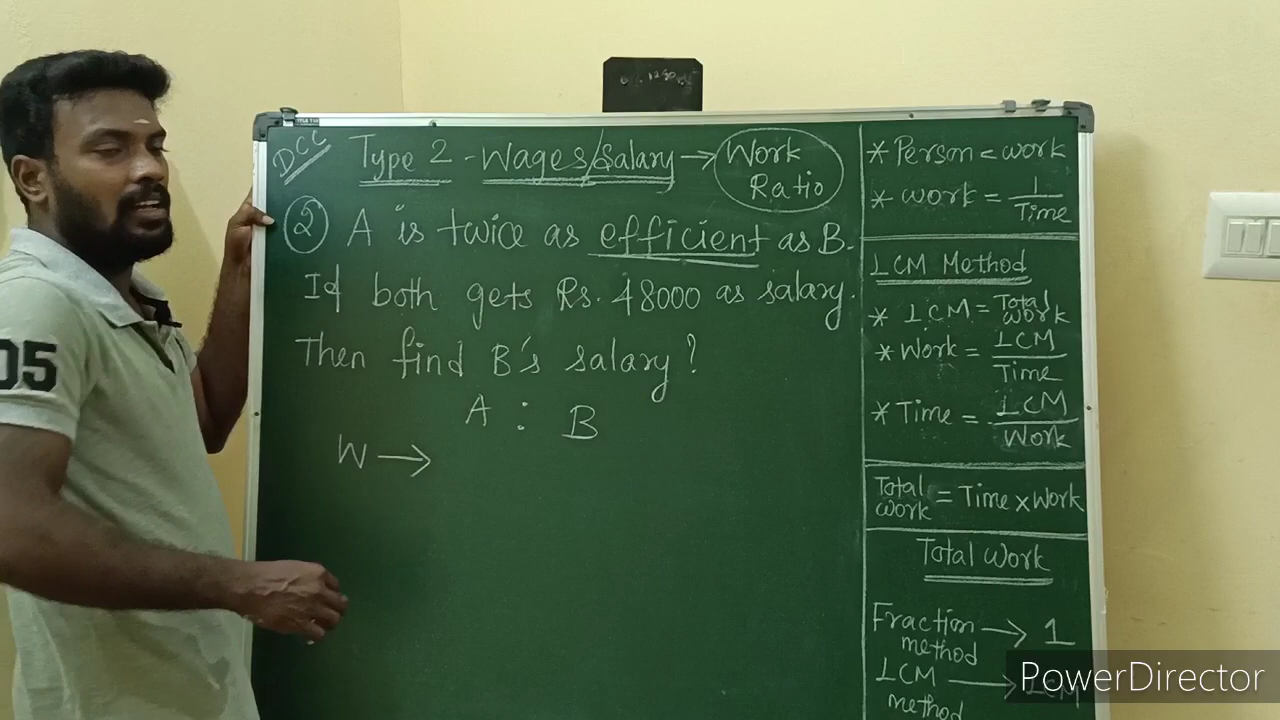 DCC
Type 2 - Wages/Salary → Work
Ratio
② A is twice as efficient as B.
If both gets Rs. 48000 as salary.
Then find B's salary?
A : B
W →
* Person < work
* work = 1/Time
LCM Method
* LCM = Total work
* Work = LCM/Time
* Time = LCM/Work
Total work = Time x Work
Total Work
Fraction method → 1
LCM method → LCM
05
PowerDirector